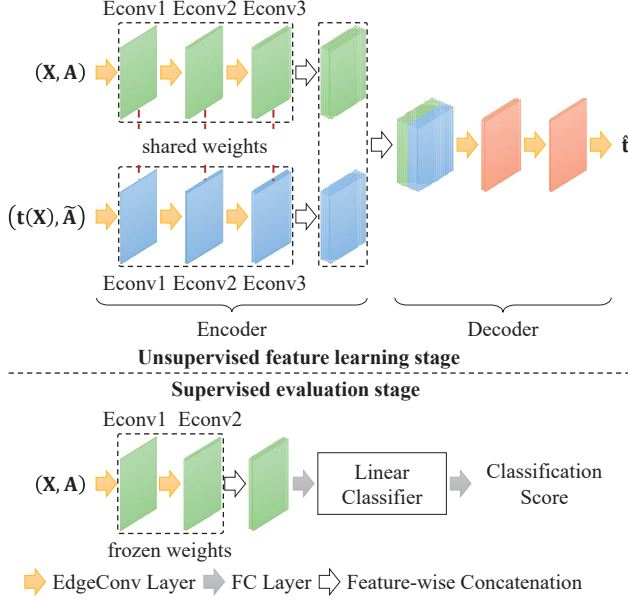 Econv1 Econv2 Econv3
(X, A)
shared weights
(t(X), Ã)
t̂
Econv1 Econv2 Econv3
Encoder
Decoder
Unsupervised feature learning stage
Supervised evaluation stage
Econv1 Econv2
(X, A)
Linear
Classifier
Classification
Score
frozen weights
EdgeConv Layer FC Layer Feature-wise Concatenation